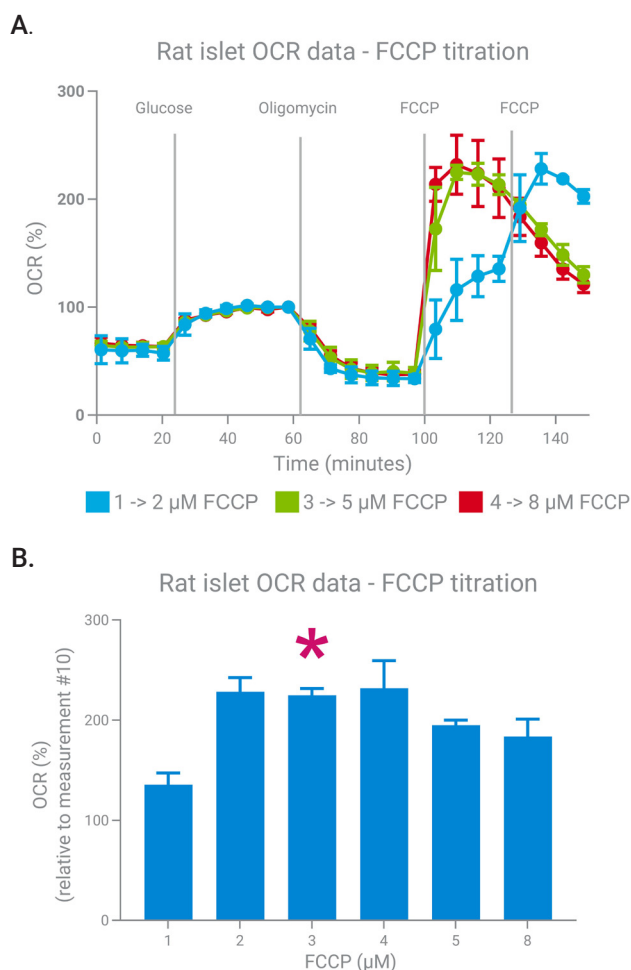 A.
Rat islet OCR data - FCCP titration
300
Glucose
Oligomycin
FCCP
FCCP
200
OCR (%)
100
0
0 20 40 60 80 100 120 140
Time (minutes)
1 -> 2 µM FCCP 3 -> 5 µM FCCP 4 -> 8 µM FCCP
B.
Rat islet OCR data - FCCP titration
300
*
200
OCR (%)
(relative to measurement #10)
100
0
1 2 3 4 5 8
FCCP (µM)